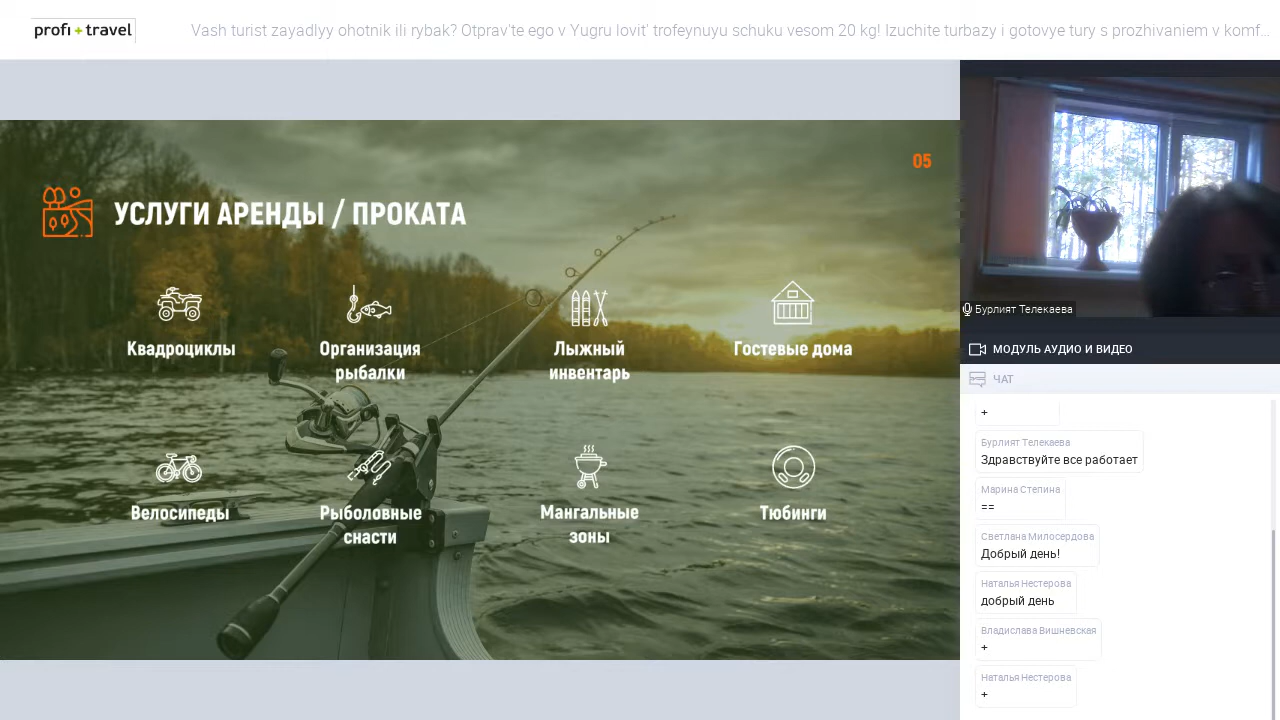 profi + travel
Vash turist zayadlyy ohotnik ili rybak? Otprav'te ego v Yugru lovit' trofeynuyu schuku vesom 20 kg! Izuchite turbazy i gotovye tury s prozhivaniem v komf...
05
УСЛУГИ АРЕНДЫ / ПРОКАТА
Квадроциклы
Организация
рыбалки
Лыжный
инвентарь
Гостевые дома
Велосипеды
Рыболовные
снасти
Мангальные
зоны
Тюбинги
Бурлият Телекаева
МОДУЛЬ АУДИО И ВИДЕО
ЧАТ
+
Бурлият Телекаева
Здравствуйте все работает
Марина Степина
==
Светлана Милосердова
Добрый день!
Наталья Нестерова
добрый день
Владислава Вишневская
+
Наталья Нестерова
+